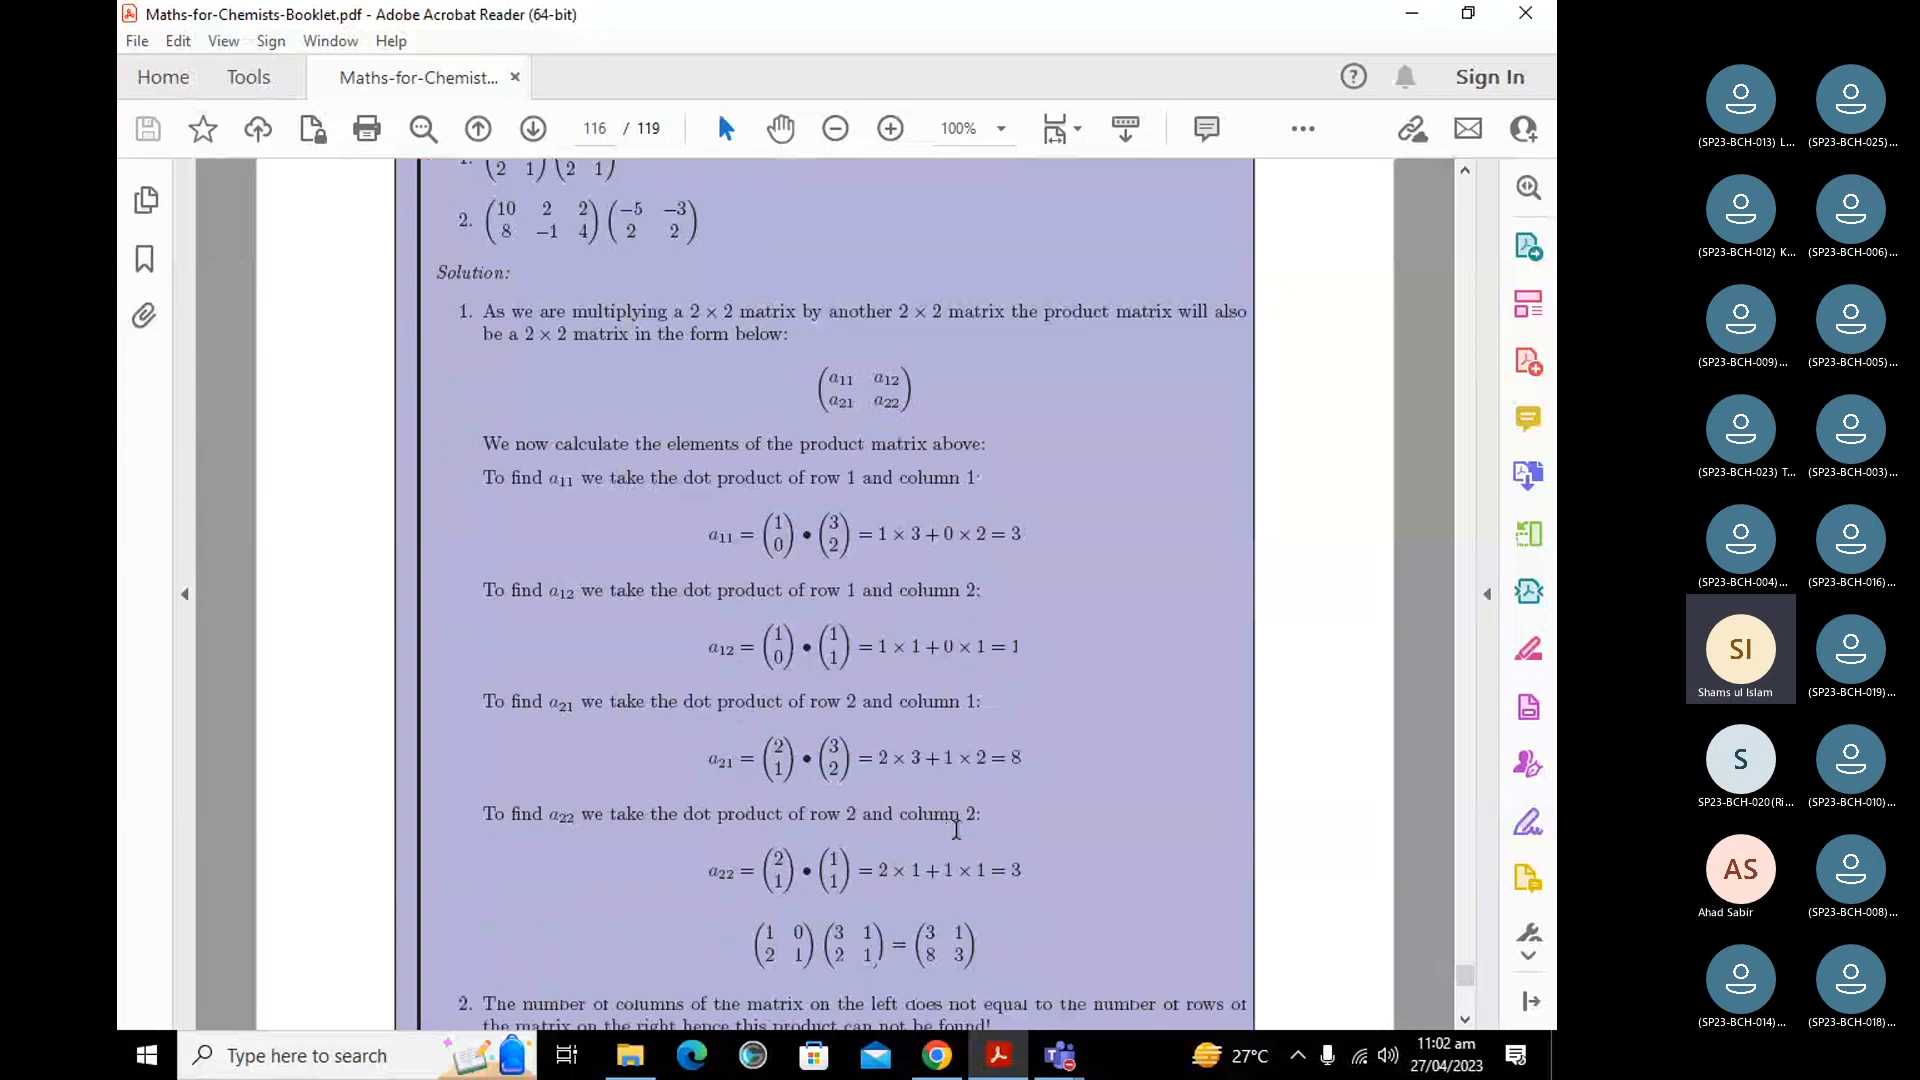 Maths-for-Chemists-Booklet.pdf - Adobe Acrobat Reader (64-bit)
File Edit View Sign Window Help
Home Tools Maths-for-Chemist... × Sign In
116 / 119 100%
1. (2 1) (2 1)
2. (10 2 2) (−5 −3)
(8 −1 4) (2 2)
Solution:
1. As we are multiplying a 2 × 2 matrix by another 2 × 2 matrix the product matrix will also
be a 2 × 2 matrix in the form below:
(a11 a12)
(a21 a22)
We now calculate the elements of the product matrix above:
To find a11 we take the dot product of row 1 and column 1:
a11 = (1 0) • (3 2) = 1 × 3 + 0 × 2 = 3
To find a12 we take the dot product of row 1 and column 2:
a12 = (1 0) • (1 1) = 1 × 1 + 0 × 1 = 1
To find a21 we take the dot product of row 2 and column 1:
a21 = (2 1) • (3 2) = 2 × 3 + 1 × 2 = 8
To find a22 we take the dot product of row 2 and column 2:
a22 = (2 1) • (1 1) = 2 × 1 + 1 × 1 = 3
(1 0) (3 1) = (3 1)
(2 1) (2 1) (8 3)
2. The number of columns of the matrix on the left does not equal to the number of rows of
the matrix on the right hence this product can not be found!
(SP23-BCH-013) L... (SP23-BCH-025)...
(SP23-BCH-012) K... (SP23-BCH-006)...
(SP23-BCH-009)... (SP23-BCH-005)...
(SP23-BCH-023) T... (SP23-BCH-003)...
(SP23-BCH-004)... (SP23-BCH-016)...
SI
Shams ul Islam (SP23-BCH-019)...
S
SP23-BCH-020(Ri... (SP23-BCH-010)...
AS
Ahad Sabir (SP23-BCH-008)...
(SP23-BCH-014)... (SP23-BCH-018)...
Type here to search
27°C
11:02 am
27/04/2023